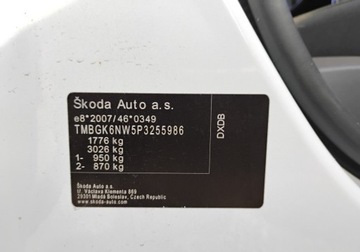 Škoda Auto a.s.
e8*2007/46*0349
TMBGK6NW5P3255986
1776 kg
3026 kg
1- 950 kg
2- 870 kg
DXDB
Škoda Auto a.s.
tř. Václava Klementa 869
29301 Mladá Boleslav, Czech Republic
www.skoda-auto.com